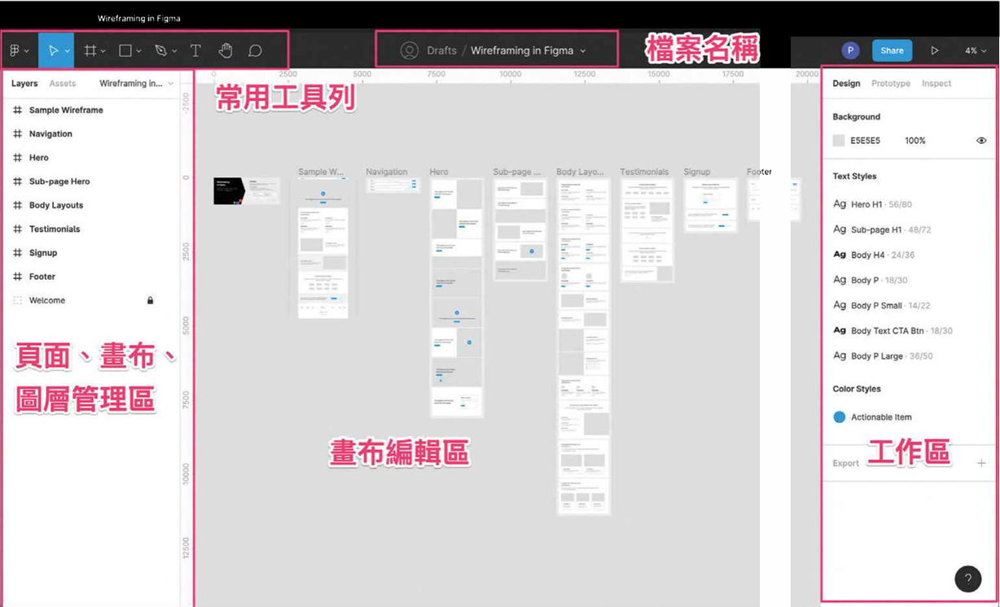 Wireframing in Figma
Drafts / Wireframing in Figma
檔案名稱
P
Share
4%
Layers
Assets
Wireframing in...
0
2500
5000
7500
10000
12500
15000
17500
20000
Design
Prototype
Inspect
常用工具列
-2500
0
2500
5000
7500
10000
12500
Sample Wireframe
Navigation
Hero
Sub-page Hero
Body Layouts
Testimonials
Signup
Footer
Welcome
頁面、畫布、
圖層管理區
Sample W...
Navigation
Hero
Sub-page ...
Body Layo...
Testimonials
Signup
Footer
畫布編輯區
Background
E5E5E5
100%
Text Styles
Ag Hero H1 · 56/80
Ag Sub-page H1 · 48/72
Ag Body H4 · 24/36
Ag Body P · 18/30
Ag Body P Small · 14/22
Ag Body Text CTA Btn · 18/30
Ag Body P Large · 36/50
Color Styles
Actionable Item
工作區
Export
?